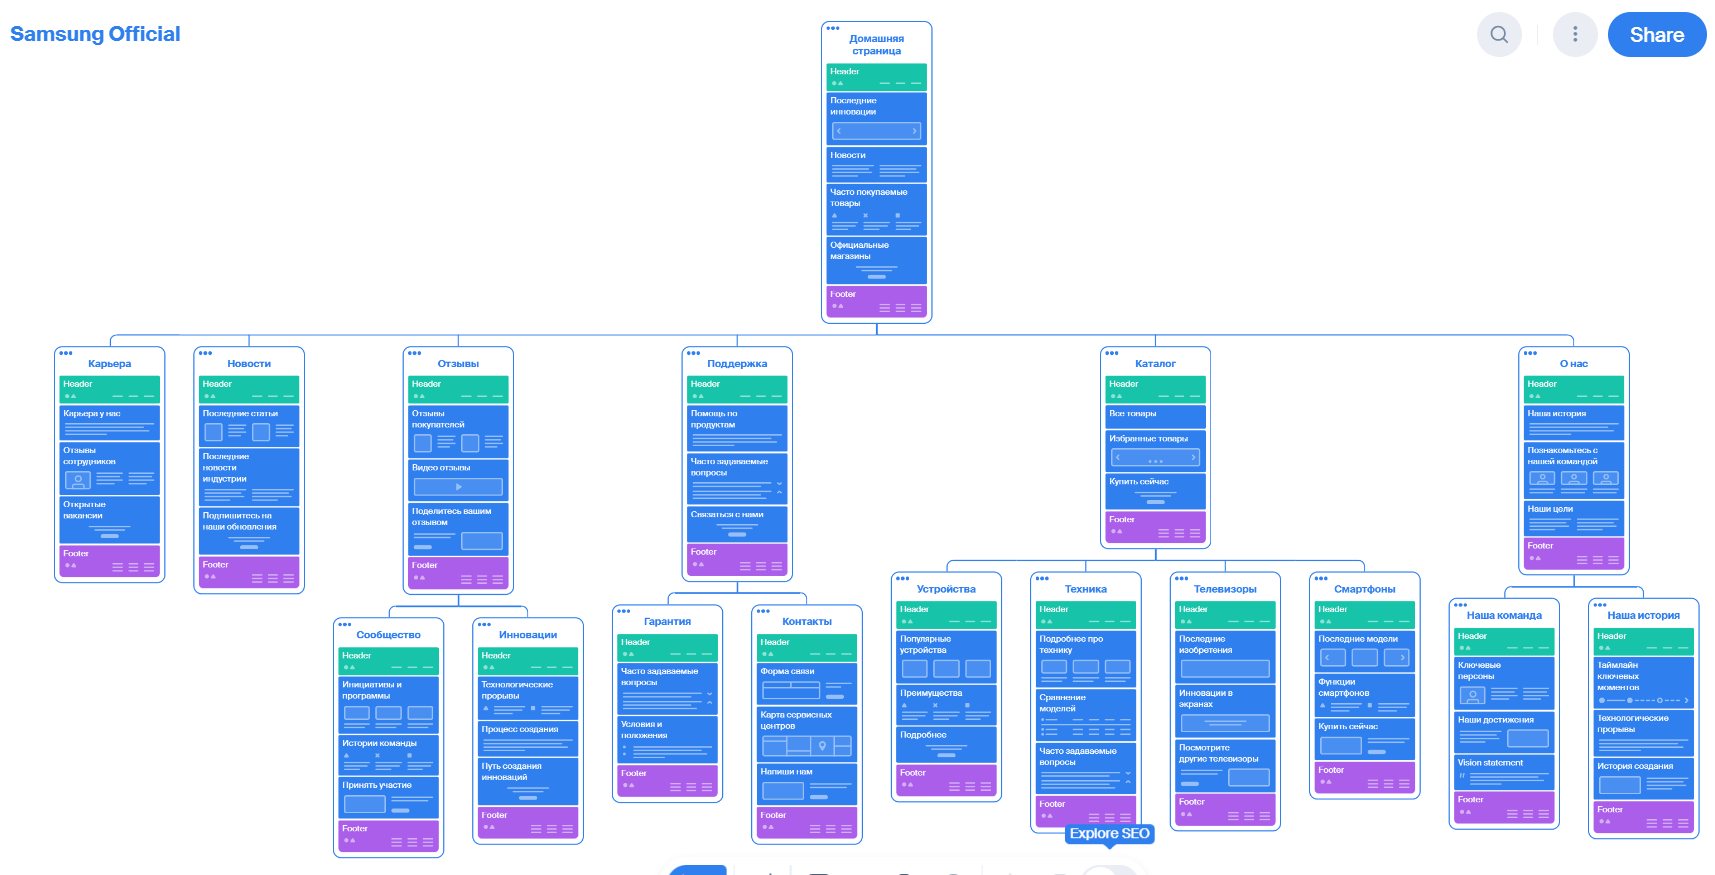 Samsung Official
Share
Домашняя
страница
Header
Последние
инновации
Новости
Часто покупаемые
товары
Официальные
магазины
Footer
Карьера
Header
Карьера у нас
Отзывы
сотрудников
Открытые
вакансии
Footer
Новости
Header
Последние статьи
Последние
новости
индустрии
Подпишитесь на
наши обновления
Footer
Отзывы
Header
Отзывы
покупателей
Видео отзывы
Поделитесь вашим
отзывом
Footer
Поддержка
Header
Помощь по
продуктам
Часто задаваемые
вопросы
Связаться с нами
Footer
Каталог
Header
Все товары
Избранные товары
Купить сейчас
Footer
О нас
Header
Наша история
Познакомьтесь с
нашей командой
Наши цели
Footer
Сообщество
Header
Инициативы и
программы
Истории команды
Принять участие
Footer
Инновации
Header
Технологические
прорывы
Процесс создания
Путь создания
инноваций
Footer
Гарантия
Header
Часто задаваемые
вопросы
Условия и
положения
Footer
Контакты
Header
Форма связи
Карта сервисных
центров
Напиши нам
Footer
Устройства
Header
Популярные
устройства
Преимущества
Подробнее
Footer
Техника
Header
Подробнее про
технику
Сравнение
моделей
Часто задаваемые
вопросы
Footer
Телевизоры
Header
Последние
изобретения
Инновации в
экранах
Посмотрите
другие телевизоры
Footer
Смартфоны
Header
Последние модели
Функции
смартфонов
Купить сейчас
Footer
Наша команда
Header
Ключевые
персоны
Наши достижения
Vision statement
Footer
Наша история
Header
Таймлайн
ключевых
моментов
Технологические
прорывы
История создания
Footer
Explore SEO